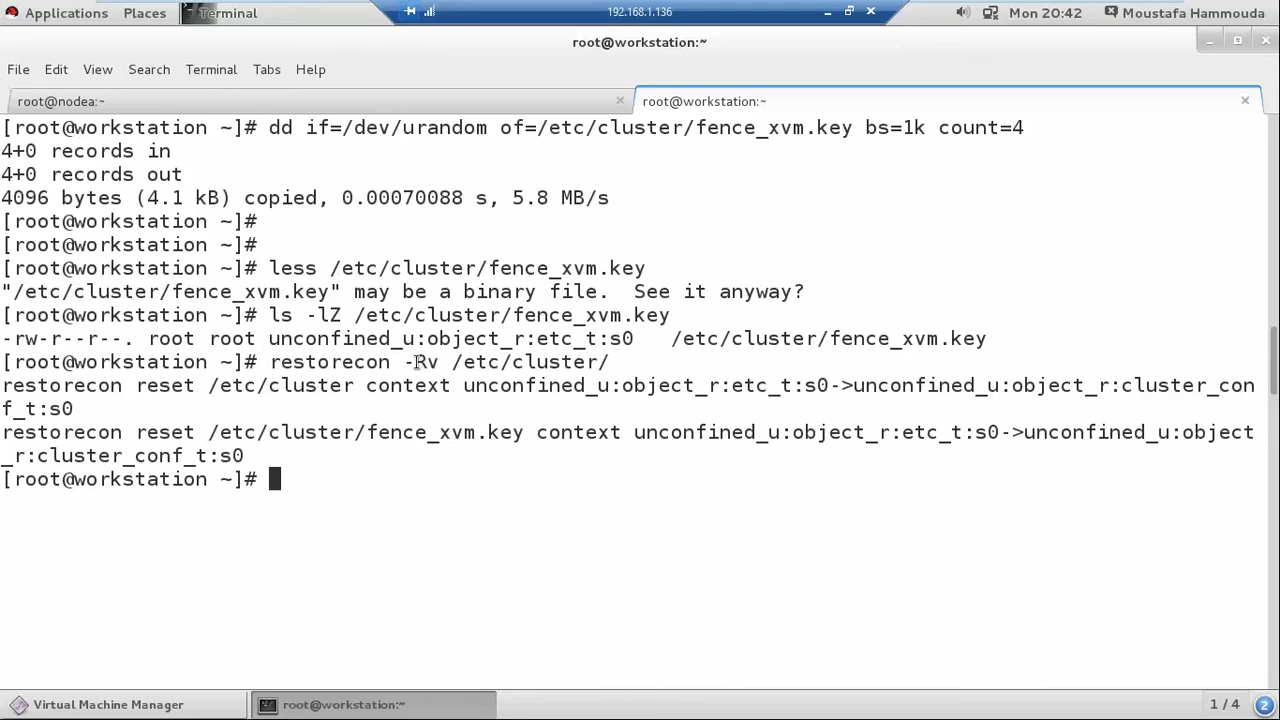 Applications Places Terminal 192.168.1.136 Mon 20:42 Moustafa Hammouda
root@workstation:~
File Edit View Search Terminal Tabs Help
root@nodea:~ root@workstation:~
[root@workstation ~]# dd if=/dev/urandom of=/etc/cluster/fence_xvm.key bs=1k count=4
4+0 records in
4+0 records out
4096 bytes (4.1 kB) copied, 0.00070088 s, 5.8 MB/s
[root@workstation ~]#
[root@workstation ~]#
[root@workstation ~]# less /etc/cluster/fence_xvm.key
"/etc/cluster/fence_xvm.key" may be a binary file.  See it anyway?
[root@workstation ~]# ls -lZ /etc/cluster/fence_xvm.key
-rw-r--r--. root root unconfined_u:object_r:etc_t:s0   /etc/cluster/fence_xvm.key
[root@workstation ~]# restorecon -Rv /etc/cluster/
restorecon reset /etc/cluster context unconfined_u:object_r:etc_t:s0->unconfined_u:object_r:cluster_con
f_t:s0
restorecon reset /etc/cluster/fence_xvm.key context unconfined_u:object_r:etc_t:s0->unconfined_u:object
_r:cluster_conf_t:s0
[root@workstation ~]#
Virtual Machine Manager root@workstation:~ 1 / 4 2